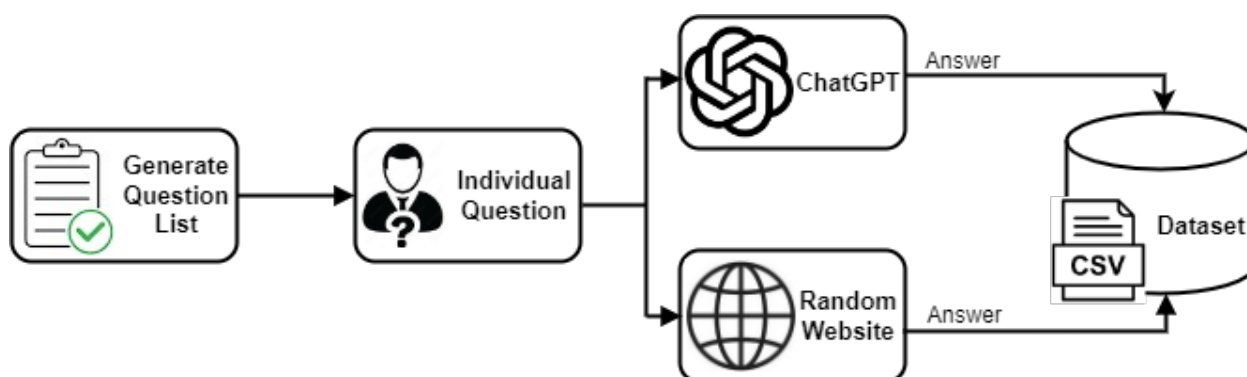 Generate
Question
List
Individual
Question
ChatGPT
Answer
Random
Website
Answer
Dataset
CSV